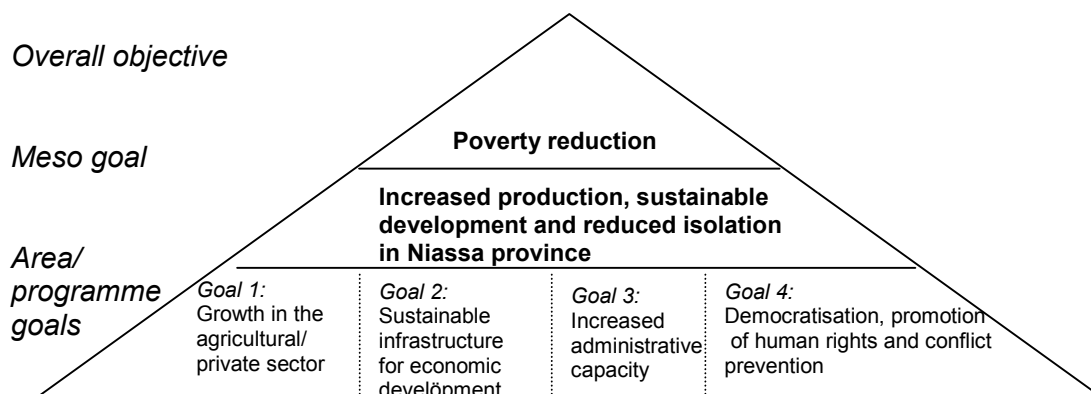 Overall objective
Poverty reduction
Meso goal
Increased production, sustainable
development and reduced isolation
in Niassa province
Area/
programme
goals
Goal 1:
Growth in the
agricultural/
private sector
Goal 2:
Sustainable
infrastructure
for economic
develöpment
Goal 3:
Increased
administrative
capacity
Goal 4:
Democratisation, promotion
of human rights and conflict
prevention